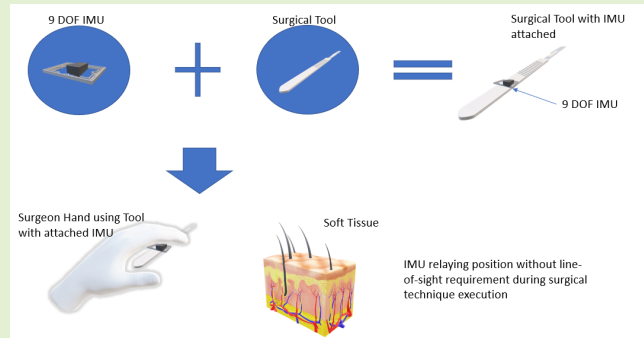 9 DOF IMU
Surgical Tool
Surgical Tool with IMU
attached
9 DOF IMU
Surgeon Hand using Tool
with attached IMU
Soft Tissue
IMU relaying position without line-
of-sight requirement during surgical
technique execution